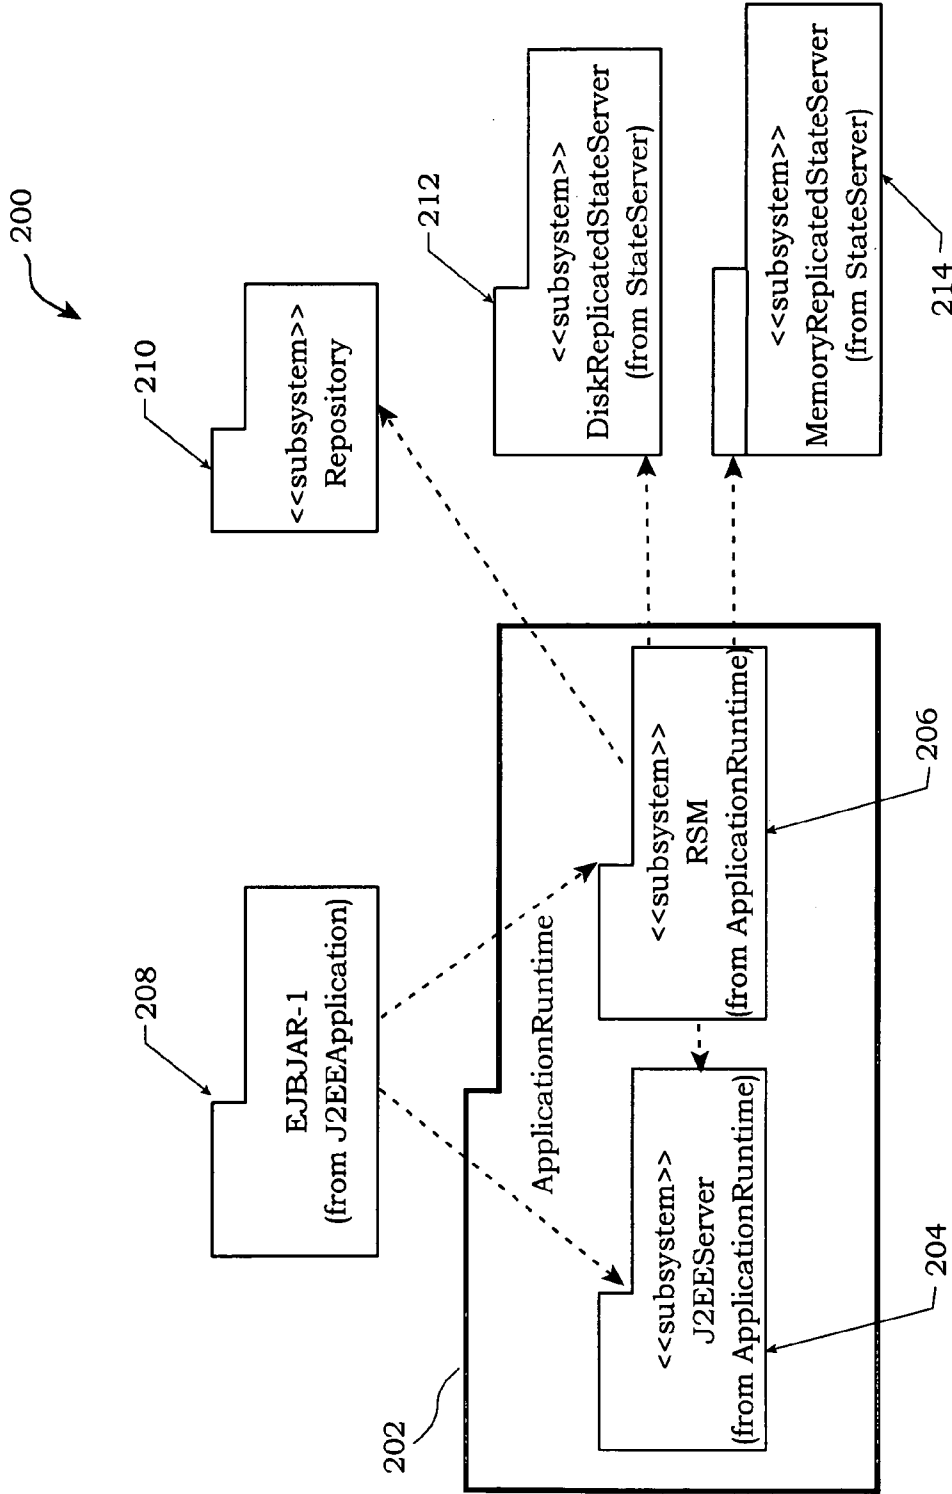 200
208
EJBJAR-1
(from J2EEApplication)
210
<<subsystem>>
Repository
202
ApplicationRuntime
212
<<subsystem>>
DiskReplicatedStateServer
(from StateServer)
<<subsystem>>
J2EEServer
(from ApplicationRuntime)
204
<<subsystem>>
RSM
(from ApplicationRuntime)
206
<<subsystem>>
MemoryReplicatedStateServer
(from StateServer)
214